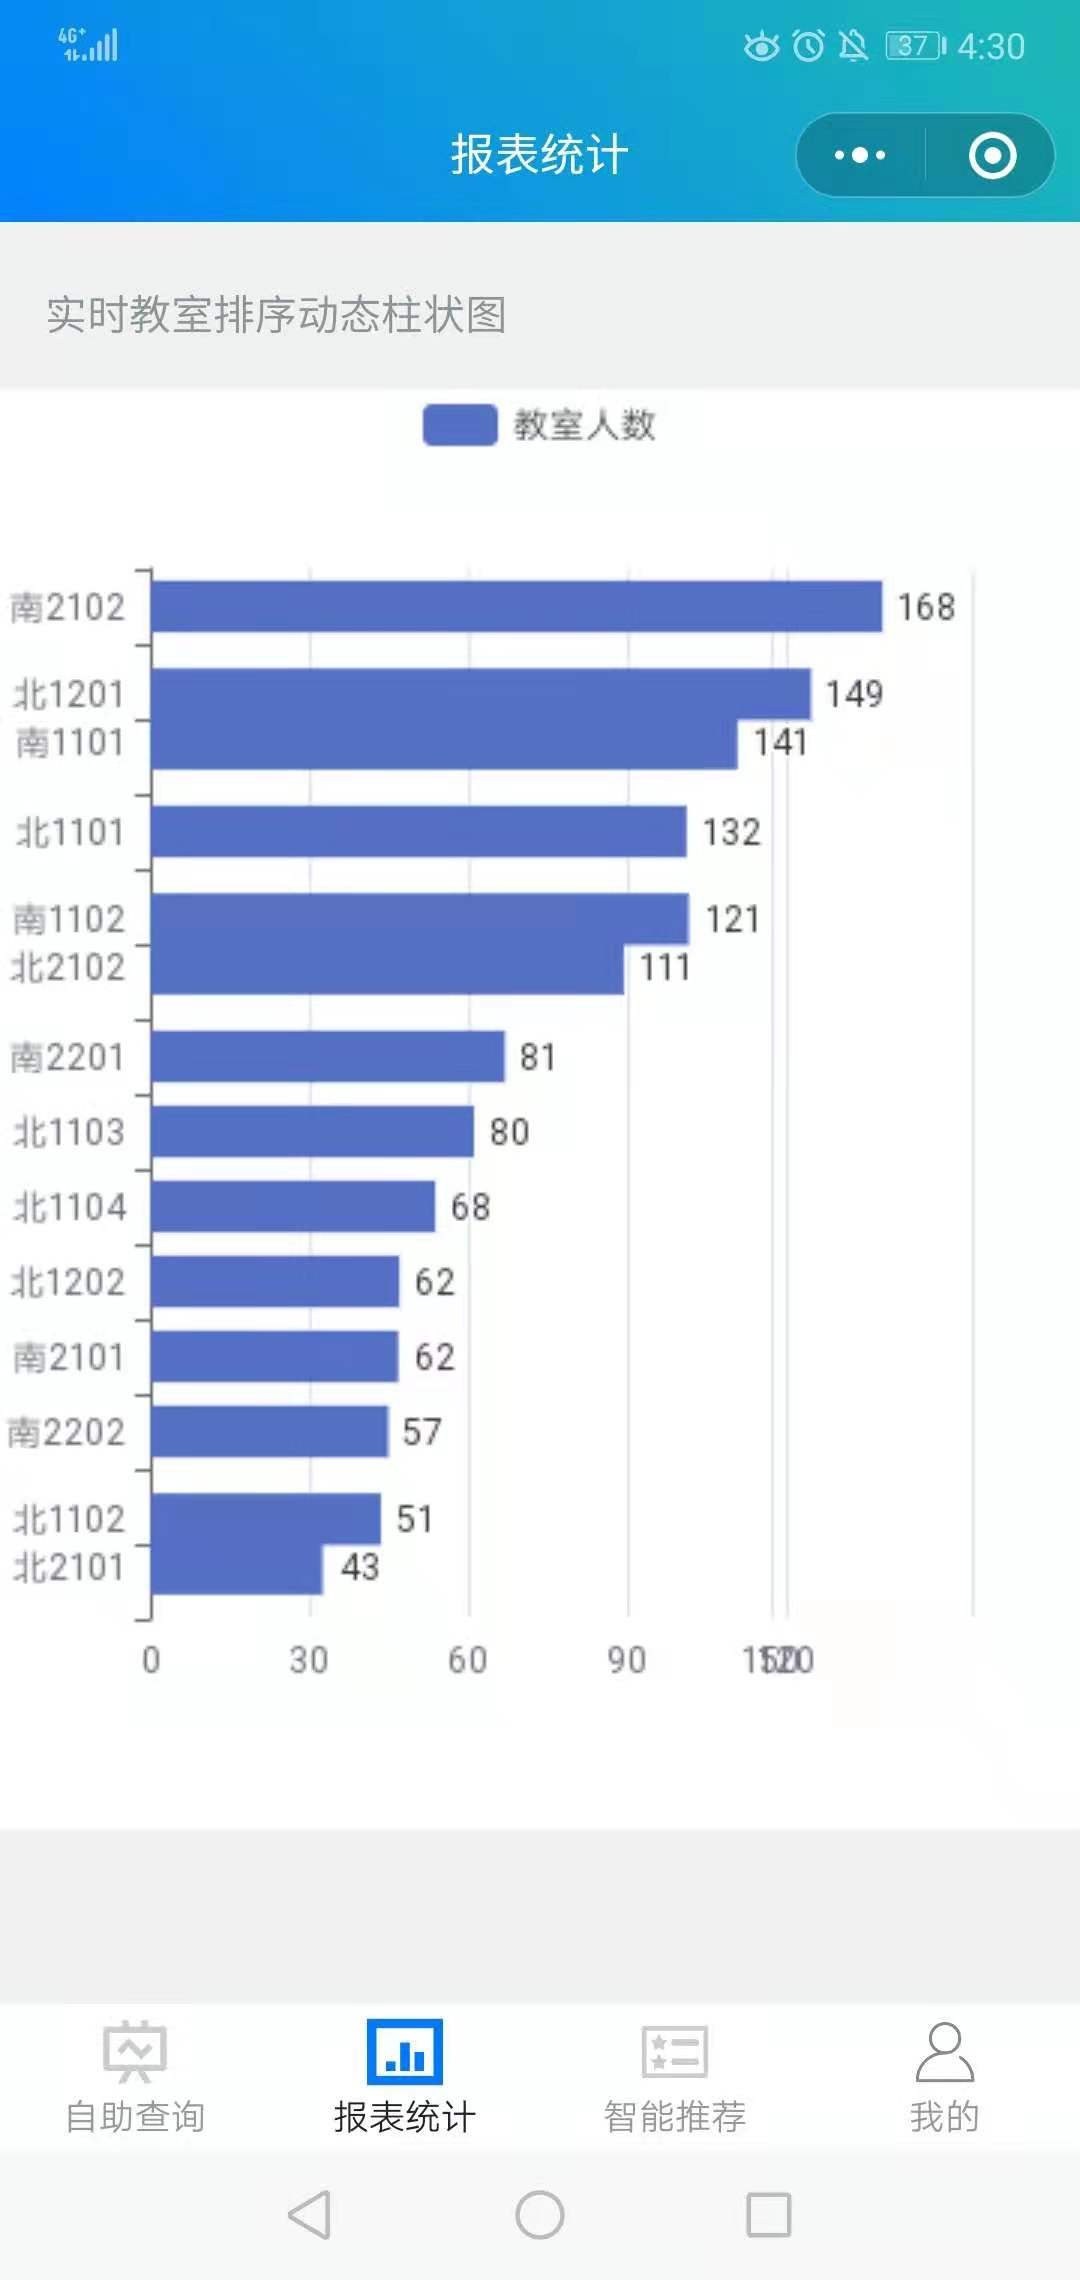 4G+
37 4:30
报表统计
实时教室排序动态柱状图
教室人数
南2102 168
北1201 149
南1101 141
北1101 132
南1102 121
北2102 111
南2201 81
北1103 80
北1104 68
北1202 62
南2101 62
南2202 57
北1102 51
北2101 43
0 30 60 90
自助查询 报表统计 智能推荐 我的